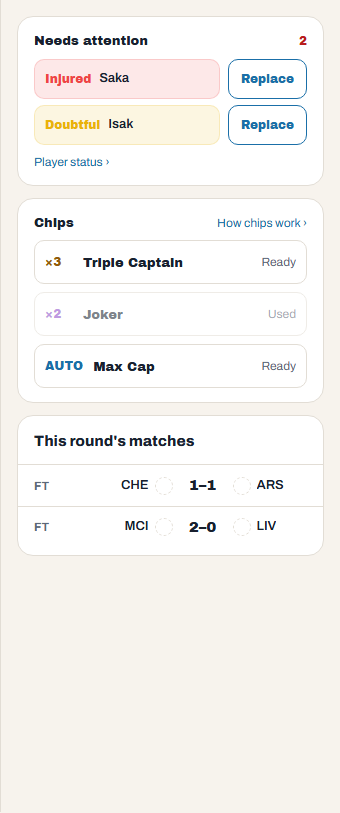 Needs attention 2
Injured Saka Replace
Doubtful Isak Replace
Player status ›
Chips How chips work ›
×3 Triple Captain Ready
×2 Joker Used
AUTO Max Cap Ready
This round's matches
FT CHE 1–1 ARS
FT MCI 2–0 LIV